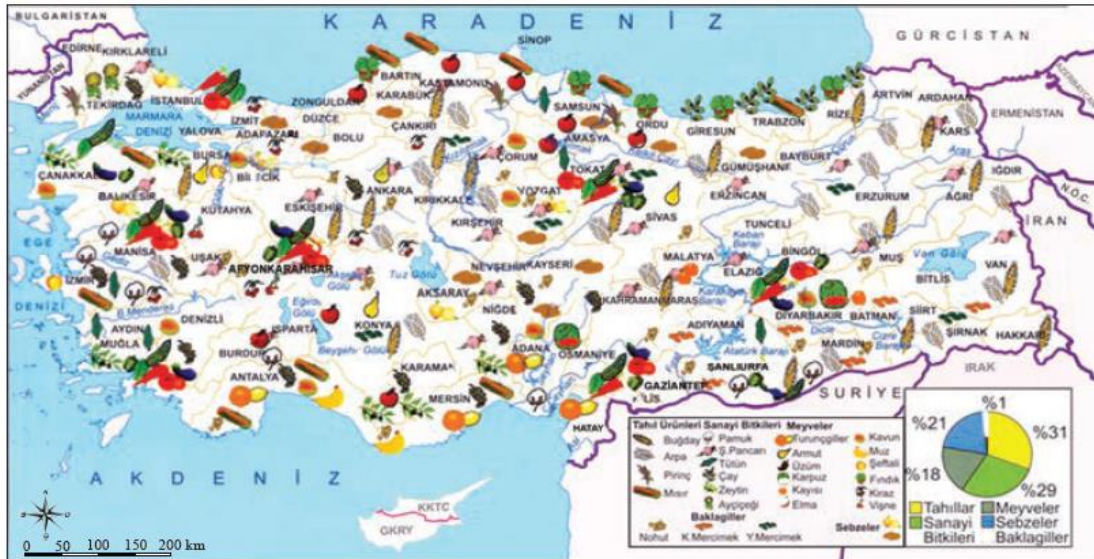 KARADENİZ
BULGARİSTAN
GÜRCİSTAN
YUNANİSTAN
ERMENİSTAN
N.Ö.C.
İRAN
IRAK
SURİYE
EDİRNE
KIRKLARELİ
TEKİRDAĞ
İSTANBUL
MARMARA
DENİZİ
YALOVA
İZMİT
ADAPAZARI
DÜZCE
ZONGULDAK
BARTIN
KARABÜK
KASTAMONU
SİNOP
BOLU
ÇANKIRI
SAMSUN
AMASYA
ORDU
GİRESUN
TRABZON
RİZE
ARTVİN
ARDAHAN
KARS
ÇANAKKALE
BALIKESİR
BURSA
BİLECİK
KÜTAHYA
ESKİŞEHİR
ANKARA
KIRIKKALE
ÇORUM
YOZGAT
TOKAT
SİVAS
GÜMÜŞHANE
BAYBURT
ERZİNCAN
ERZURUM
AĞRI
IĞDIR
Aras
EGE
DENİZİ
MANİSA
İZMİR
UŞAK
AFYONKARAHİSAR
KIRŞEHİR
NEVŞEHİR
KAYSERİ
Tuz Gölü
AKSARAY
NİĞDE
MALATYA
TUNCELİ
Keban
Barajı
ELAZIĞ
BİNGÖL
MUŞ
BİTLİS
Van Gölü
VAN
B.Menderes
AYDIN
DENİZLİ
MUĞLA
BURDUR
ISPARTA
Beyşehir Gölü
KONYA
ANTALYA
KARAMAN
MERSİN
ADANA
OSMANİYE
KAHRAMANMARAŞ
ADIYAMAN
Atatürk Barajı
DİYARBAKIR
Dicle
BATMAN
SİİRT
ŞIRNAK
HAKKARİ
MARDİN
ŞANLIURFA
GAZİANTEP
HATAY
AKDENİZ
KKTC
GKRY
0 50 100 150 200 km
Tahıl Ürünleri Sanayi Bitkileri Meyveler
Buğday Pamuk Turunçgiller Kavun
Arpa Ş.Pancarı Armut Muz
Pirinç Tütün Üzüm Şeftali
Mısır Çay Karpuz Fındık
Zeytin Kayısı Kiraz
Ayçiçeği Elma Vişne
Baklagiller
Nohut K.Mercimek Y.Mercimek
Sebzeler
%1
%21
%31
%18
%29
Tahıllar Meyveler
Sanayi Sebzeler
Bitkileri Baklagiller